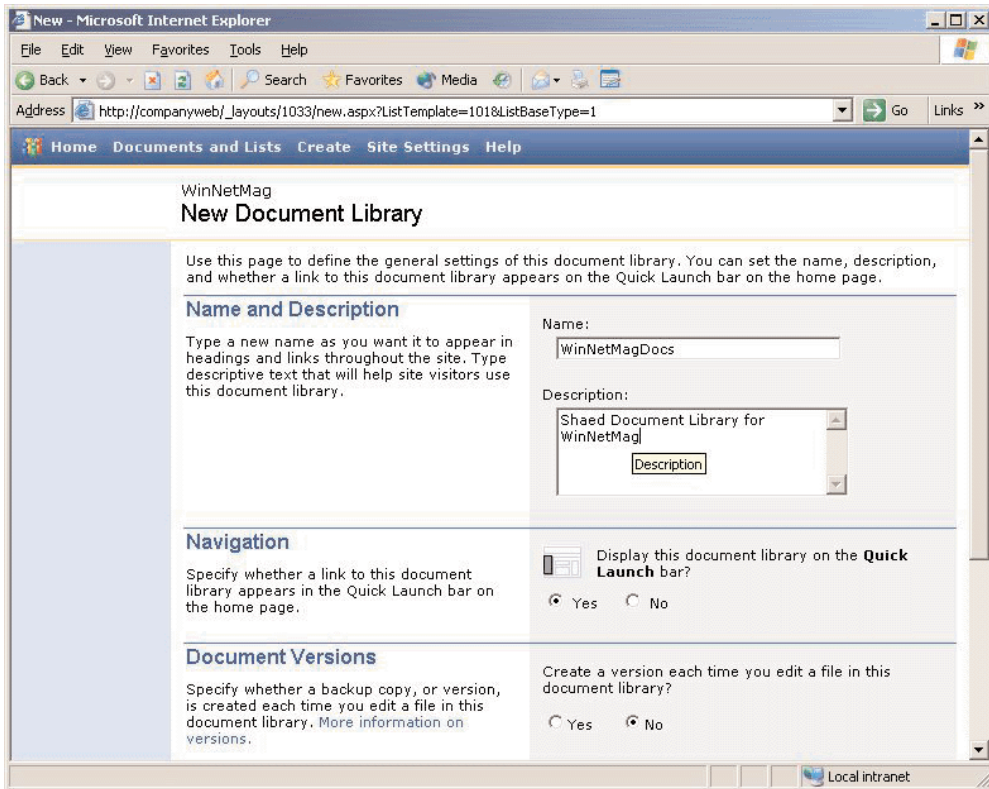 New - Microsoft Internet Explorer
File Edit View Favorites Tools Help
Back Search Favorites Media
Address http://companyweb/_layouts/1033/new.aspx?ListTemplate=101&ListBaseType=1 Go Links »
Home Documents and Lists Create Site Settings Help
WinNetMag
New Document Library
Use this page to define the general settings of this document library. You can set the name, description,
and whether a link to this document library appears on the Quick Launch bar on the home page.
Name and Description
Type a new name as you want it to appear in
headings and links throughout the site. Type
descriptive text that will help site visitors use
this document library.
Name:
WinNetMagDocs
Description:
Shaed Document Library for
WinNetMag
Description
Navigation
Specify whether a link to this document
library appears in the Quick Launch bar on
the home page.
Display this document library on the Quick
Launch bar?
Yes No
Document Versions
Specify whether a backup copy, or version,
is created each time you edit a file in this
document library. More information on
versions.
Create a version each time you edit a file in this
document library?
Yes No
Local intranet